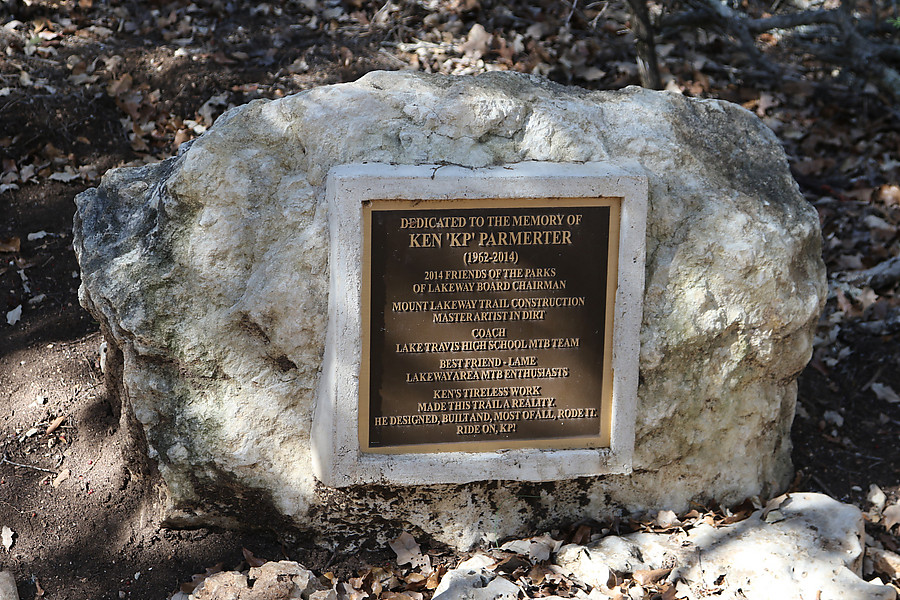 DEDICATED TO THE MEMORY OF
KEN 'KP' PARMERTER
(1962-2014)
2014 FRIENDS OF THE PARKS
OF LAKEWAY BOARD CHAIRMAN
MOUNT LAKEWAY TRAIL CONSTRUCTION
MASTER ARTIST IN DIRT
COACH
LAKE TRAVIS HIGH SCHOOL MTB TEAM
BEST FRIEND - LAME
LAKEWAY AREA MTB ENTHUSIASTS
KEN'S TIRELESS WORK
MADE THIS TRAIL A REALITY.
HE DESIGNED, BUILT AND, MOST OF ALL, RODE IT.
RIDE ON, KP!